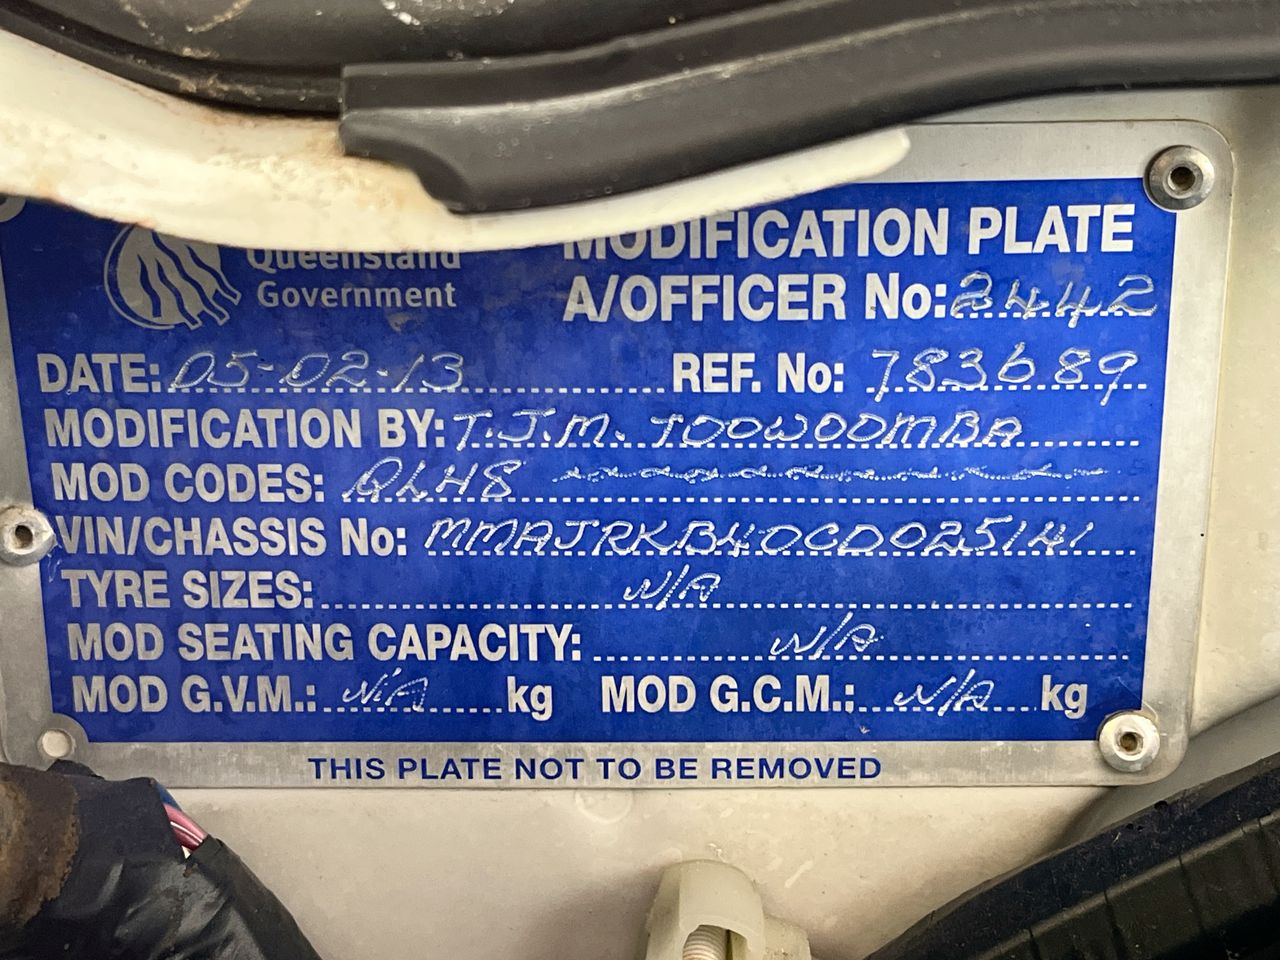 Queensland
Government
MODIFICATION PLATE
A/OFFICER No: 2442
DATE: 05-02-13 REF. No: 783689
MODIFICATION BY: T.J.M. TOOWOOMBA
MOD CODES: QLH8
VIN/CHASSIS No: MMAJRKB40CD025141
TYRE SIZES: N/A
MOD SEATING CAPACITY: N/A
MOD G.V.M.: N/A kg MOD G.C.M.: N/A kg
THIS PLATE NOT TO BE REMOVED